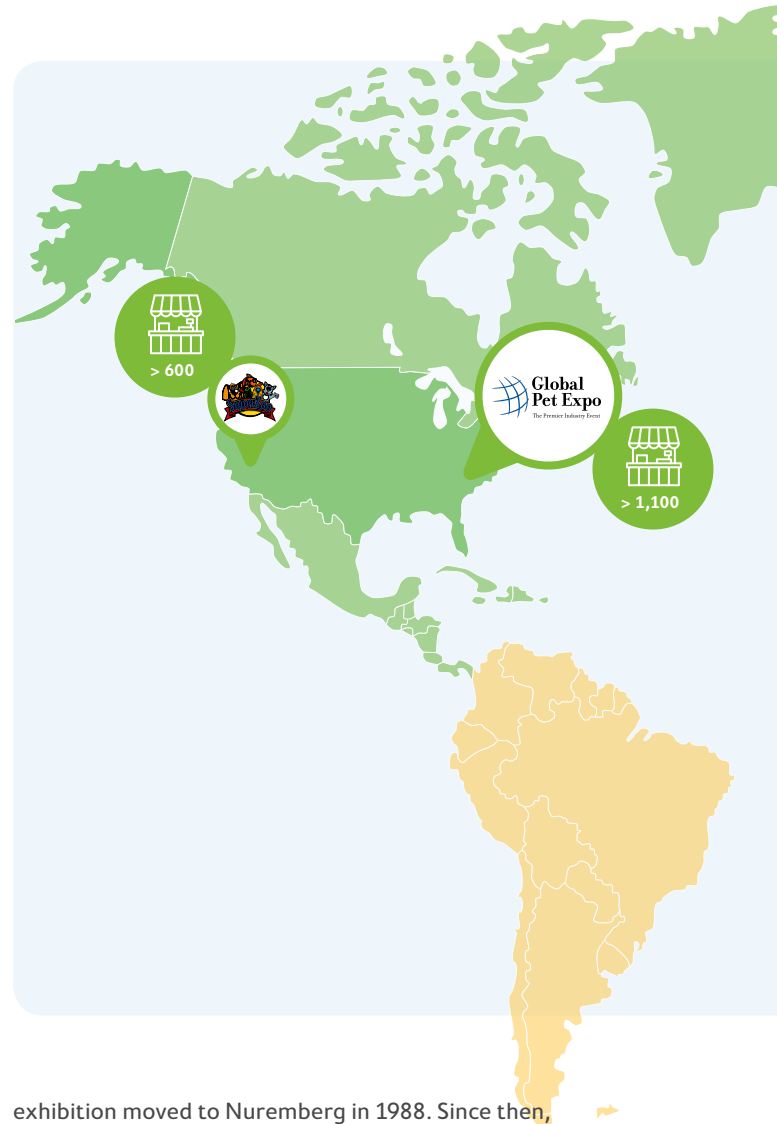 > 600
Global
Pet Expo
The Premier Industry Event
> 1,100
exhibition moved to Nuremberg in 1988. Since then,